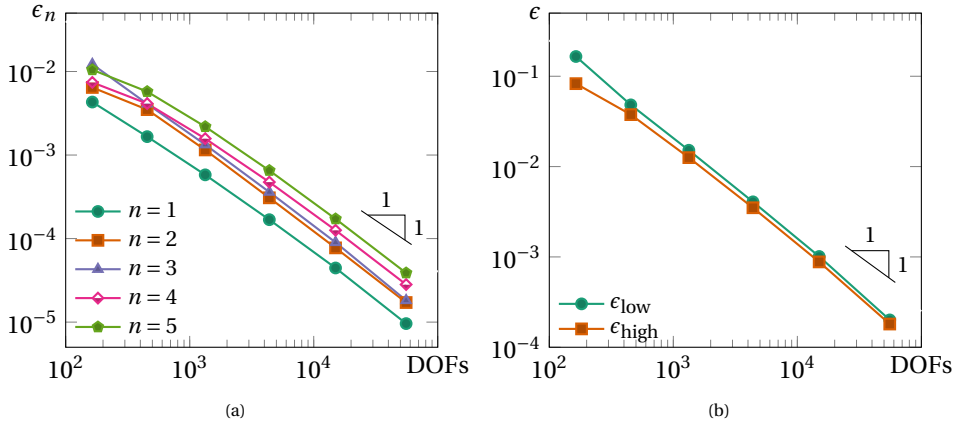 ϵn
10−2
10−3
10−4
10−5
1
1
n = 1
n = 2
n = 3
n = 4
n = 5
102 103 104 DOFs
(a)
ϵ
10−1
10−2
10−3
10−4
1
1
ϵlow
ϵhigh
102 103 104 DOFs
(b)